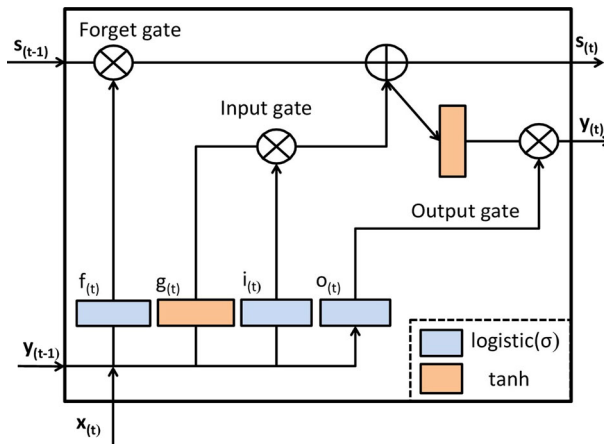 Forget gate
s(t-1)
s(t)
Input gate
y(t)
Output gate
f(t)
g(t)
i(t)
o(t)
y(t-1)
logistic(σ)
tanh
x(t)